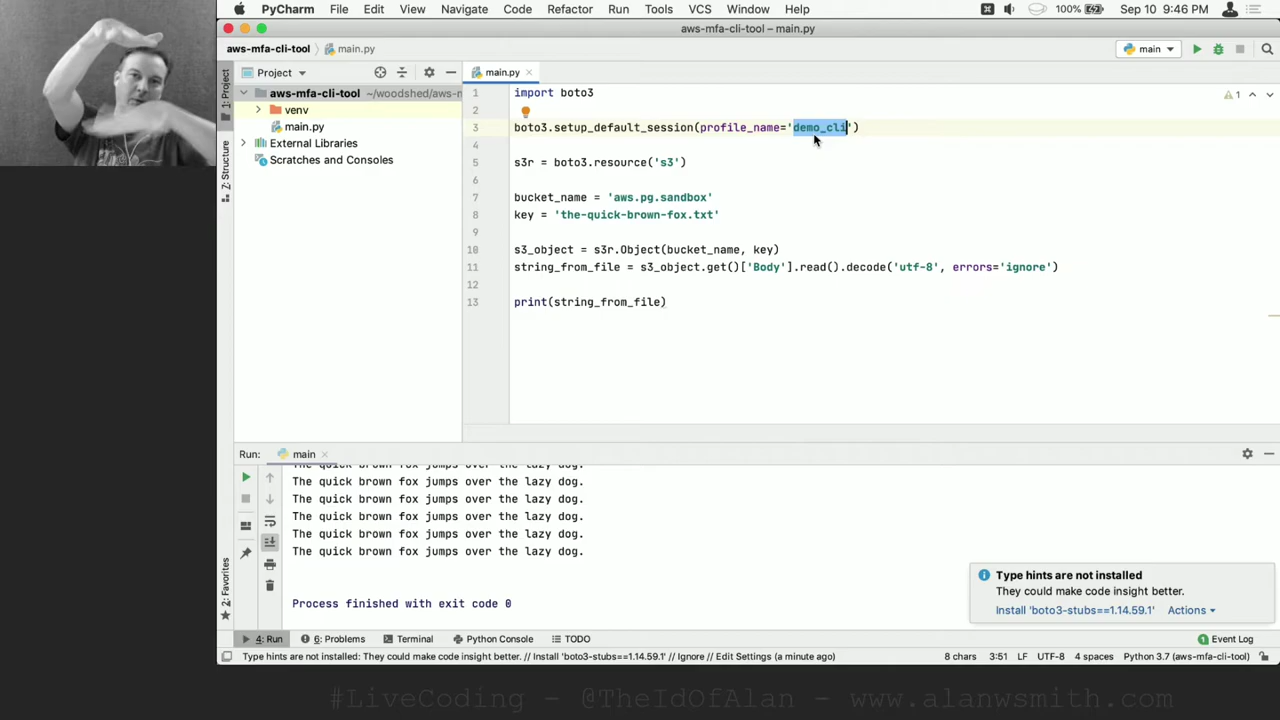 PyCharm File Edit View Navigate Code Refactor Run Tools VCS Window Help 100% Sep 10 9:46 PM
aws-mfa-cli-tool – main.py
aws-mfa-cli-tool main.py main
1: Project
Project
main.py
aws-mfa-cli-tool ~/woodshed/aws-m
venv
main.py
External Libraries
Scratches and Consoles
Z: Structure
1 import boto3
2
3 boto3.setup_default_session(profile_name='demo_cli')
4
5 s3r = boto3.resource('s3')
6
7 bucket_name = 'aws.pg.sandbox'
8 key = 'the-quick-brown-fox.txt'
9
10 s3_object = s3r.Object(bucket_name, key)
11 string_from_file = s3_object.get()['Body'].read().decode('utf-8', errors='ignore')
12
13 print(string_from_file)
1
Run: main
The quick brown fox jumps over the lazy dog.
The quick brown fox jumps over the lazy dog.
The quick brown fox jumps over the lazy dog.
The quick brown fox jumps over the lazy dog.
The quick brown fox jumps over the lazy dog.
The quick brown fox jumps over the lazy dog.
Process finished with exit code 0
2: Favorites
Type hints are not installed
They could make code insight better.
Install 'boto3-stubs==1.14.59.1' Actions
4: Run 6: Problems Terminal Python Console TODO 1 Event Log
Type hints are not installed: They could make code insight better. // Install 'boto3-stubs==1.14.59.1' // Ignore // Edit Settings (a minute ago) 8 chars 3:51 LF UTF-8 4 spaces Python 3.7 (aws-mfa-cli-tool)
#LiveCoding - @TheIdOfAlan - www.alanwsmith.com